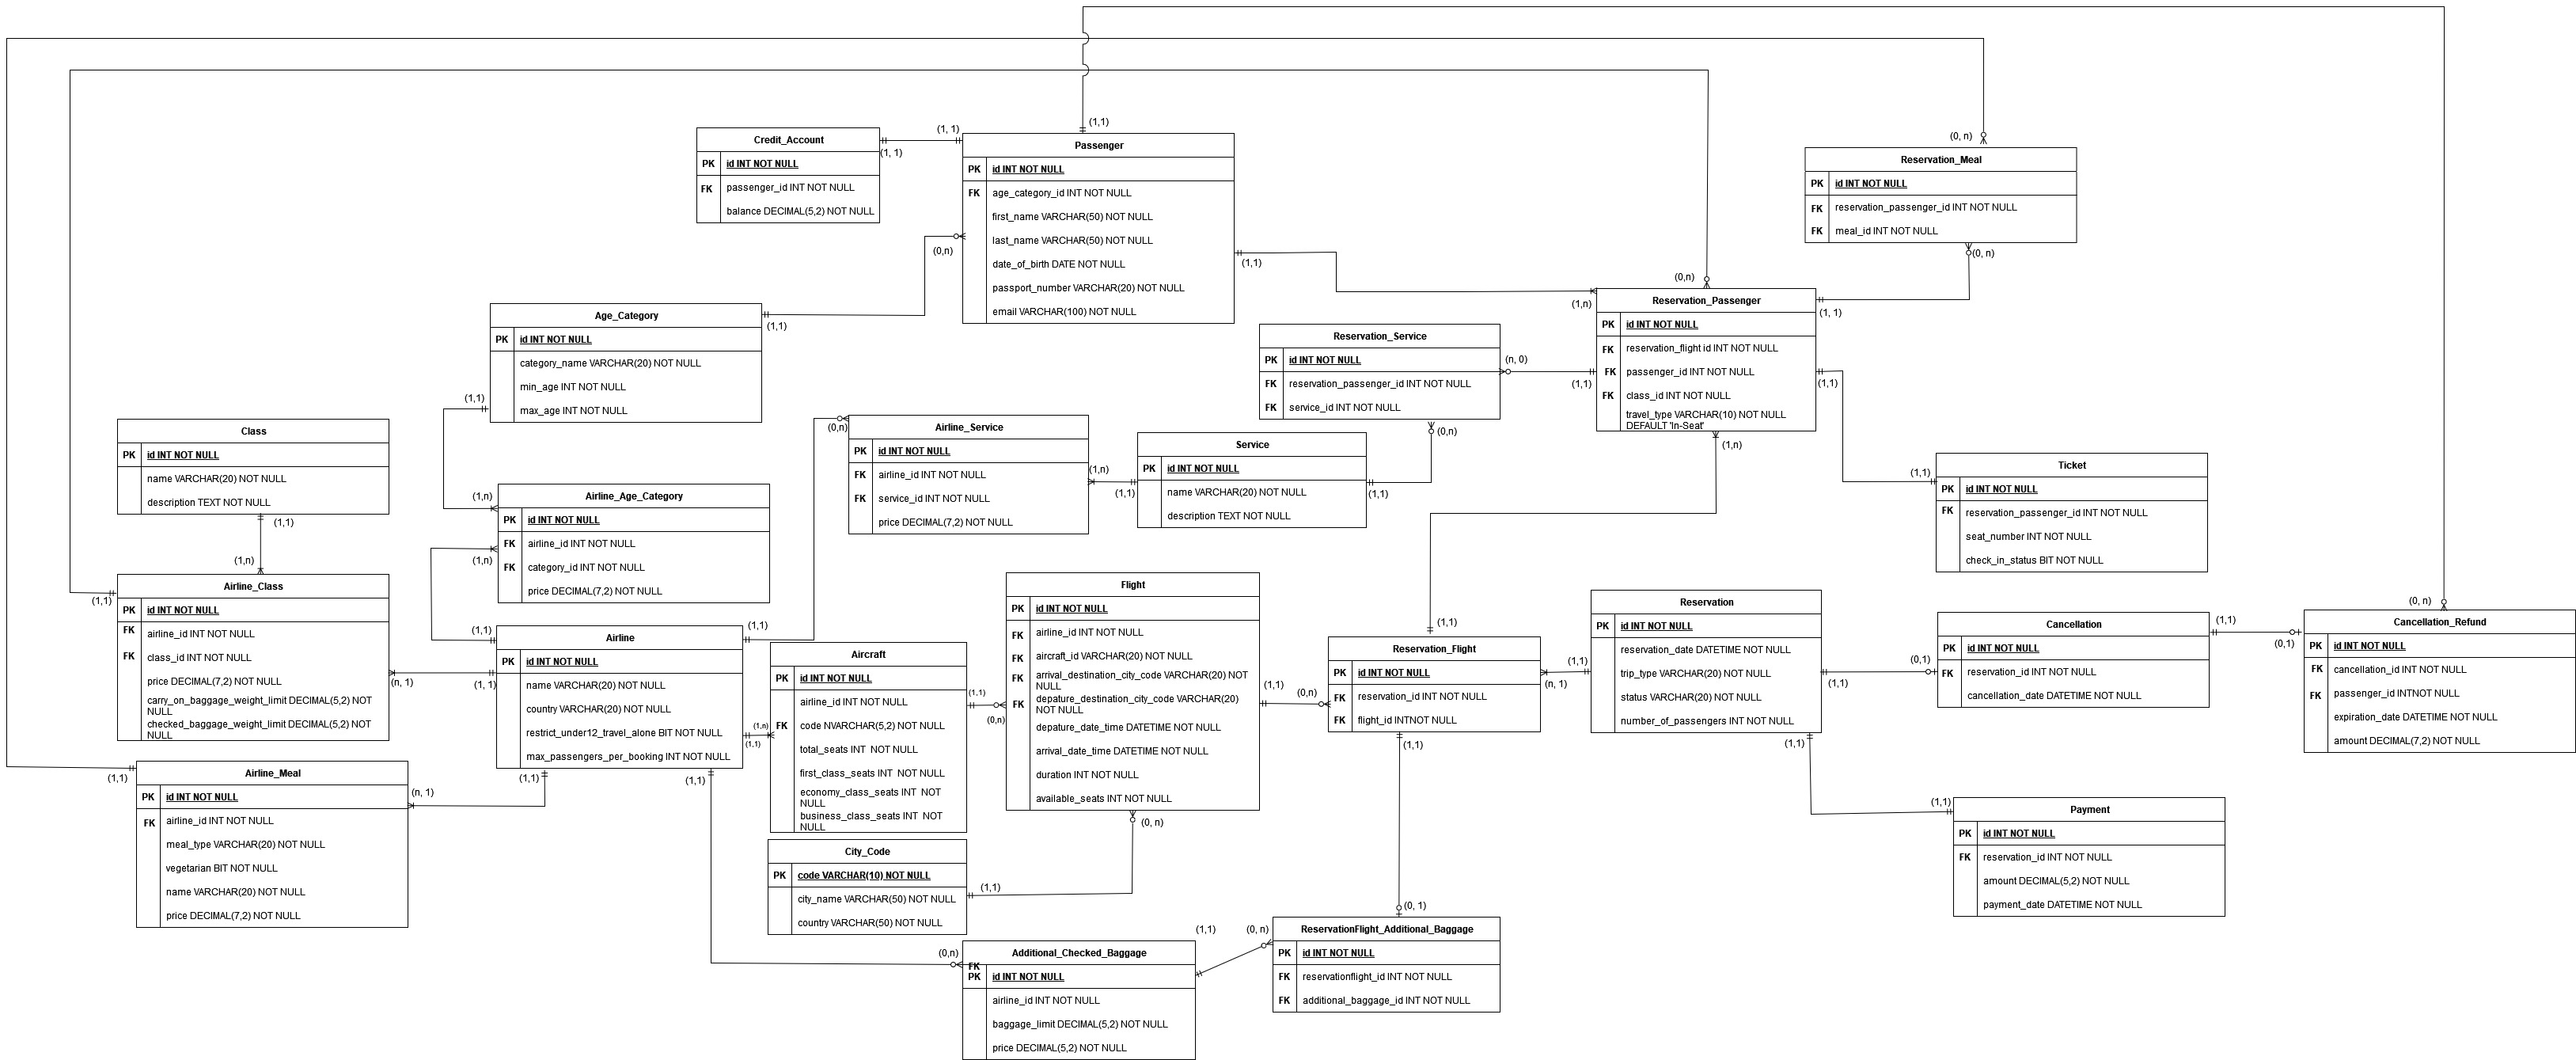 (1,1)
Credit_Account
PK id INT NOT NULL
FK passenger_id INT NOT NULL
balance DECIMAL(5,2) NOT NULL
(1, 1)
(1, 1)
Passenger
PK id INT NOT NULL
FK age_category_id INT NOT NULL
first_name VARCHAR(50) NOT NULL
last_name VARCHAR(50) NOT NULL
date_of_birth DATE NOT NULL
passport_number VARCHAR(20) NOT NULL
email VARCHAR(100) NOT NULL
(0,n)
(1,1)
(0, n)
Reservation_Meal
PK id INT NOT NULL
FK reservation_passenger_id INT NOT NULL
FK meal_id INT NOT NULL
(0, n)
Age_Category
PK id INT NOT NULL
category_name VARCHAR(20) NOT NULL
min_age INT NOT NULL
max_age INT NOT NULL
(1,1)
(1,1)
(0,n)
(1,n)
Reservation_Passenger
PK id INT NOT NULL
FK reservation_flight id INT NOT NULL
FK passenger_id INT NOT NULL
FK class_id INT NOT NULL
travel_type VARCHAR(10) NOT NULL
DEFAULT 'In-Seat'
(1, 1)
(1,1)
(1,1)
(1,n)
Reservation_Service
PK id INT NOT NULL
FK reservation_passenger_id INT NOT NULL
FK service_id INT NOT NULL
(n, 0)
(0,n)
Class
PK id INT NOT NULL
name VARCHAR(20) NOT NULL
description TEXT NOT NULL
(1,1)
(1,n)
Airline_Service
PK id INT NOT NULL
FK airline_id INT NOT NULL
FK service_id INT NOT NULL
price DECIMAL(7,2) NOT NULL
(0,n)
(1,n)
Service
PK id INT NOT NULL
name VARCHAR(20) NOT NULL
description TEXT NOT NULL
(1,1)
(1,1)
Ticket
PK id INT NOT NULL
FK reservation_passenger_id INT NOT NULL
seat_number INT NOT NULL
check_in_status BIT NOT NULL
(1,1)
Airline_Age_Category
PK id INT NOT NULL
FK airline_id INT NOT NULL
FK category_id INT NOT NULL
price DECIMAL(7,2) NOT NULL
(1,n)
(1,n)
Airline_Class
PK id INT NOT NULL
FK airline_id INT NOT NULL
FK class_id INT NOT NULL
price DECIMAL(7,2) NOT NULL
carry_on_baggage_weight_limit DECIMAL(5,2) NOT
NULL
checked_baggage_weight_limit DECIMAL(5,2) NOT
NULL
(1,1)
(n, 1)
Airline
PK id INT NOT NULL
name VARCHAR(20) NOT NULL
country VARCHAR(20) NOT NULL
restrict_under12_travel_alone BIT NOT NULL
max_passengers_per_booking INT NOT NULL
(1,1)
(1, 1)
(1,1)
(1,n)
(1,1)
(1,1)
(1,1)
Aircraft
PK id INT NOT NULL
airline_id INT NOT NULL
FK code NVARCHAR(5,2) NOT NULL
total_seats INT NOT NULL
first_class_seats INT NOT NULL
economy_class_seats INT NOT
NULL
business_class_seats INT NOT
NULL
(1,1)
(0,n)
Flight
PK id INT NOT NULL
FK airline_id INT NOT NULL
FK aircraft_id VARCHAR(20) NOT NULL
FK arrival_destination_city_code VARCHAR(20) NOT
NULL
FK depature_destination_city_code VARCHAR(20)
NOT NULL
depature_date_time DATETIME NOT NULL
arrival_date_time DATETIME NOT NULL
duration INT NOT NULL
available_seats INT NOT NULL
(1,1)
(0,n)
(0, n)
Reservation_Flight
PK id INT NOT NULL
FK reservation_id INT NOT NULL
FK flight_id INTNOT NULL
(1,1)
(1,1)
(n, 1)
Reservation
PK id INT NOT NULL
reservation_date DATETIME NOT NULL
trip_type VARCHAR(20) NOT NULL
status VARCHAR(20) NOT NULL
number_of_passengers INT NOT NULL
(1,1)
(1,1)
(1,1)
(0,1)
Cancellation
PK id INT NOT NULL
FK reservation_id INT NOT NULL
cancellation_date DATETIME NOT NULL
(1,1)
(0,1)
(0, n)
Cancellation_Refund
PK id INT NOT NULL
FK cancellation_id INT NOT NULL
FK passenger_id INTNOT NULL
expiration_date DATETIME NOT NULL
amount DECIMAL(7,2) NOT NULL
Airline_Meal
PK id INT NOT NULL
FK airline_id INT NOT NULL
meal_type VARCHAR(20) NOT NULL
vegetarian BIT NOT NULL
name VARCHAR(20) NOT NULL
price DECIMAL(7,2) NOT NULL
(1,1)
(n, 1)
City_Code
PK code VARCHAR(10) NOT NULL
city_name VARCHAR(50) NOT NULL
country VARCHAR(50) NOT NULL
(1,1)
(1,1)
Payment
PK id INT NOT NULL
FK reservation_id INT NOT NULL
amount DECIMAL(5,2) NOT NULL
payment_date DATETIME NOT NULL
(0,n)
Additional_Checked_Baggage
FK
PK id INT NOT NULL
airline_id INT NOT NULL
baggage_limit DECIMAL(5,2) NOT NULL
price DECIMAL(5,2) NOT NULL
(1,1)
(0, n)
(0, 1)
ReservationFlight_Additional_Baggage
PK id INT NOT NULL
FK reservationflight_id INT NOT NULL
FK additional_baggage_id INT NOT NULL